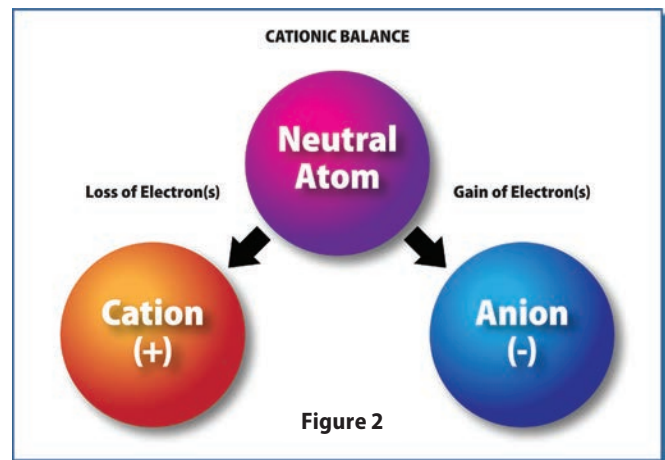 CATIONIC BALANCE
Neutral
Atom
Loss of Electron(s)
Gain of Electron(s)
Cation
(+)
Anion
(-)
Figure 2